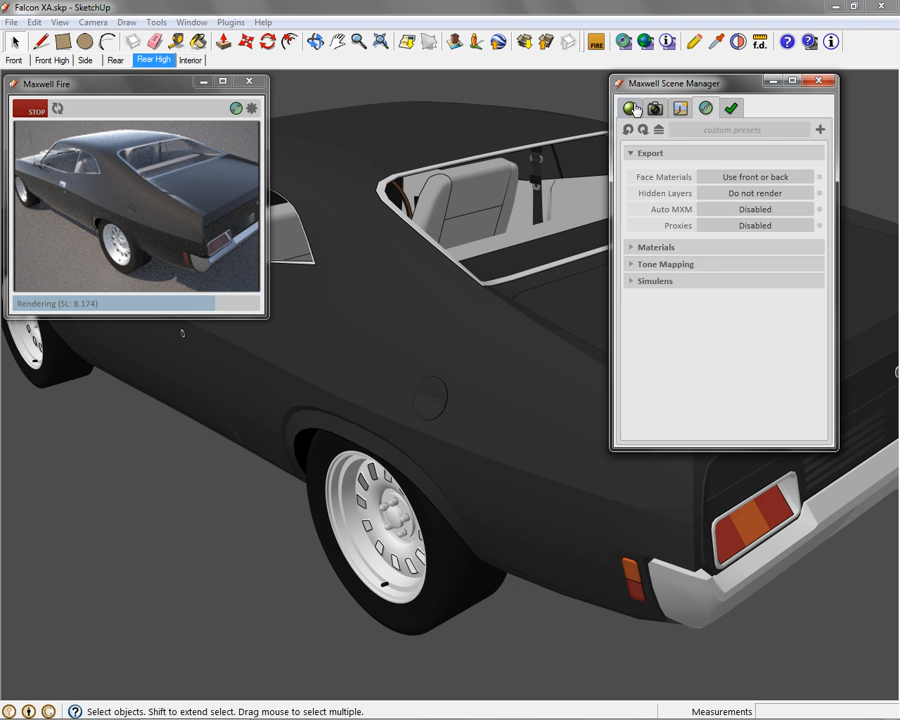 Falcon XA.skp - SketchUp
File Edit View Camera Draw Tools Window Plugins Help
FIRE f.d.
Front Front High Side Rear Rear High Interior
Maxwell Fire
STOP
Rendering (SL: 8.174)
Maxwell Scene Manager
custom presets
Export
Face Materials Use front or back
Hidden Layers Do not render
Auto MXM Disabled
Proxies Disabled
Materials
Tone Mapping
Simulens
Select objects. Shift to extend select. Drag mouse to select multiple.
Measurements